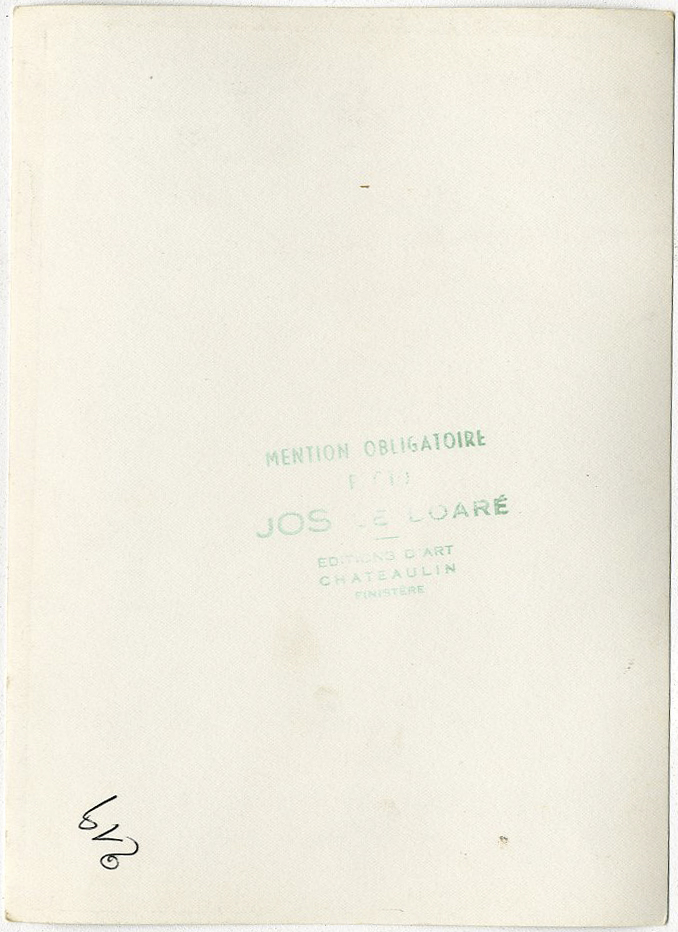 MENTION OBLIGATOIRE
JOS LE DOARÉ
ÉDITIONS D'ART
CHATEAULIN
FINISTÈRE